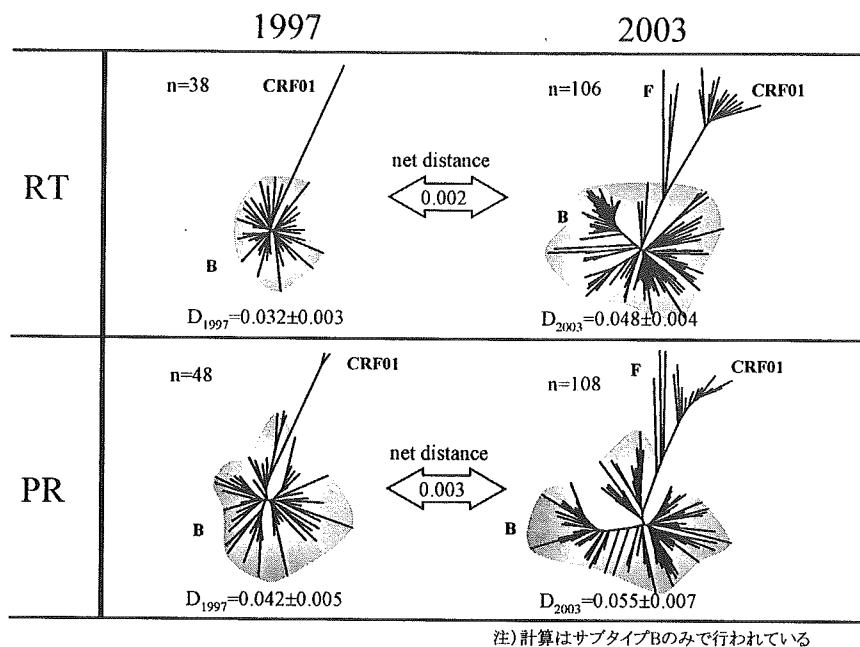 1997 2003
RT
n=38 CRF01
B
D1997=0.032±0.003
net distance
0.002
n=106 F CRF01
B
D2003=0.048±0.004
PR
n=48 CRF01
B
D1997=0.042±0.005
net distance
0.003
n=108 F CRF01
B
D2003=0.055±0.007
注)計算はサブタイプBのみで行われている